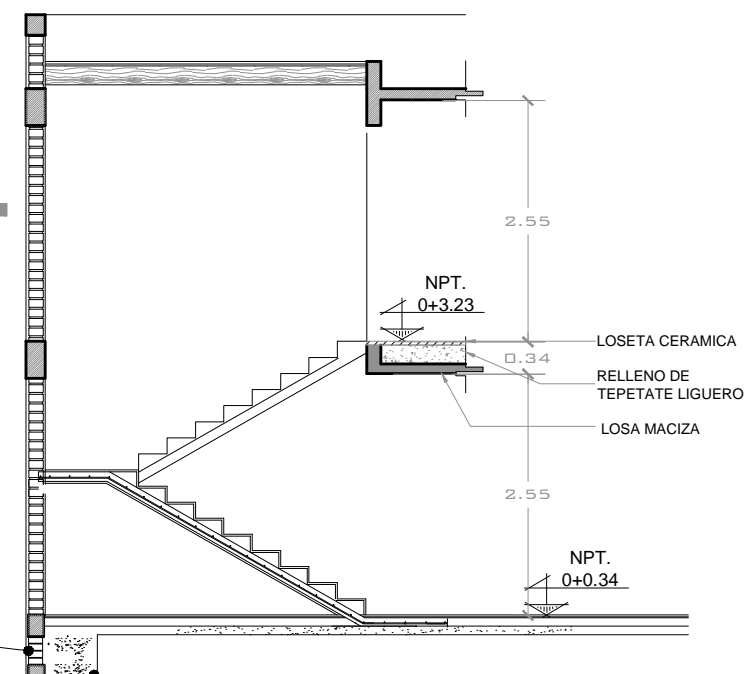 2.55
NPT.
0+3.23
LOSETA CERAMICA
0.34
RELLENO DE
TEPETATE LIGUERO
LOSA MACIZA
2.55
NPT.
0+0.34